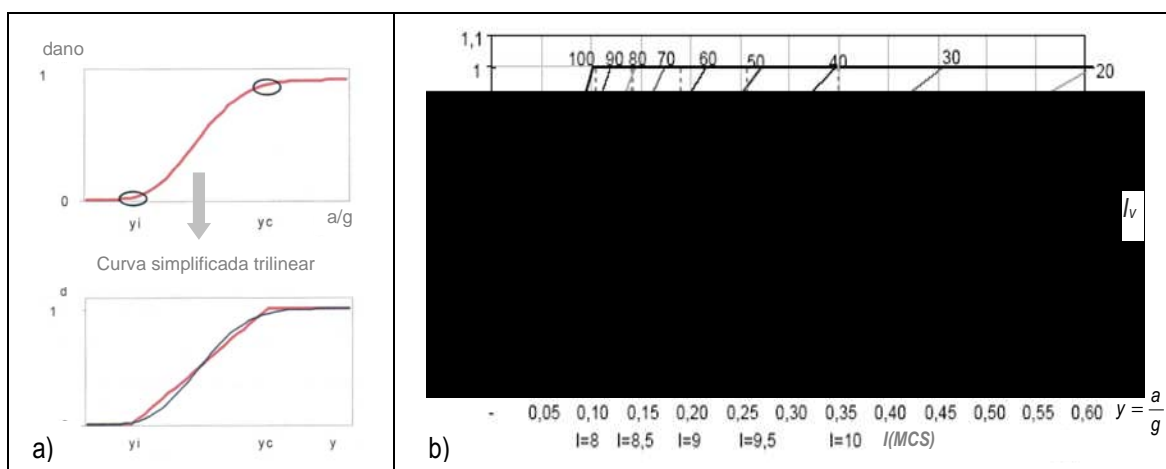 dano
1
0
yi
yc
a/g
Curva simplificada trilinear
d
1
-
yi
yc
y
a)
1,1
1
100
90
80
70
60
50
40
30
20
Iv
-
0,05
0,10
0,15
0,20
0,25
0,30
0,35
0,40
0,45
0,50
0,55
0,60
y = a/g
I=8
I=8,5
I=9
I=9,5
I=10
I(MCS)
b)